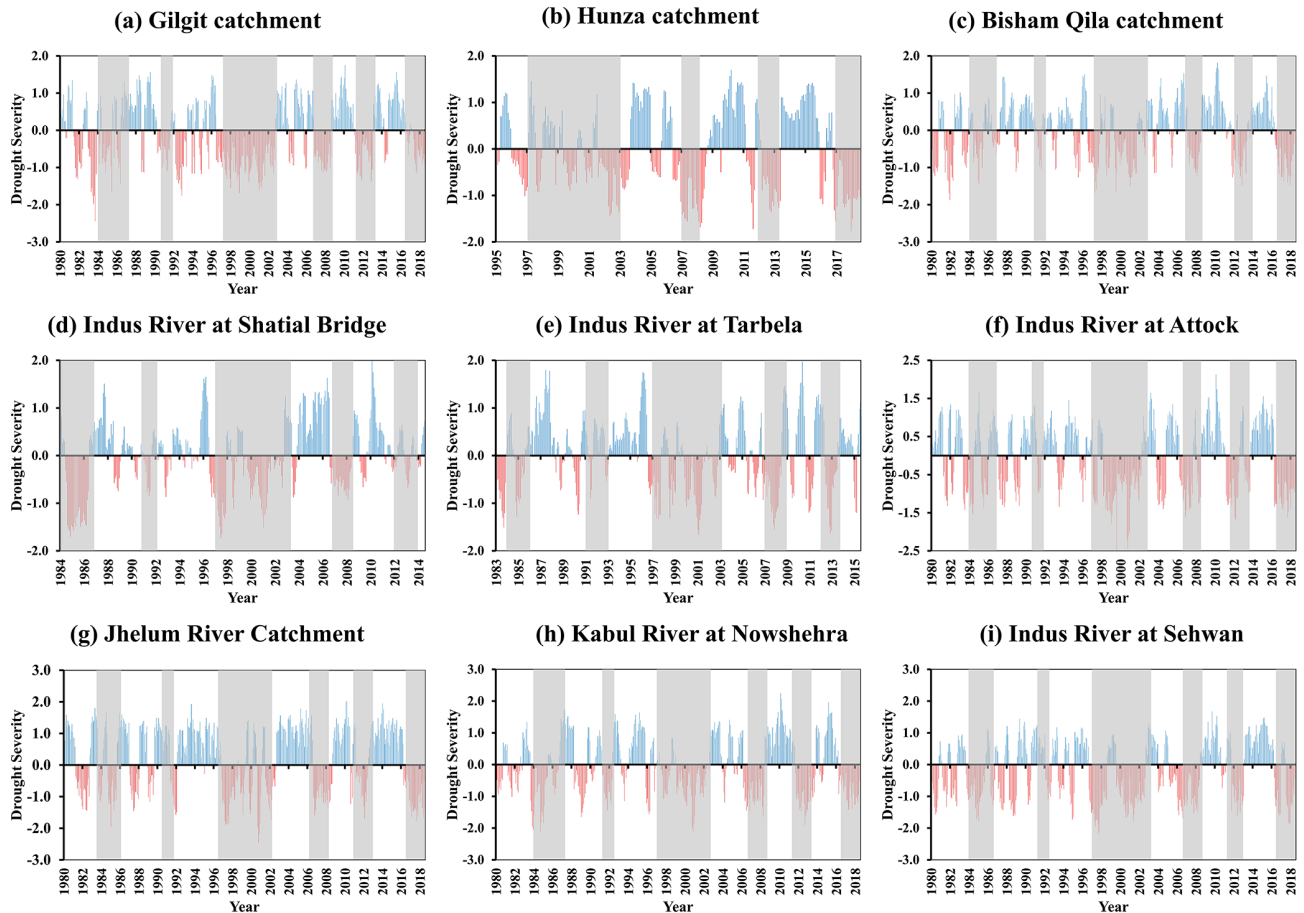 (a) Gilgit catchment
(b) Hunza catchment
(c) Bisham Qila catchment
Drought Severity
2.0
1.0
0.0
-1.0
-2.0
-3.0
1980 1982 1984 1986 1988 1990 1992 1994 1996 1998 2000 2002 2004 2006 2008 2010 2012 2014 2016 2018
Year
Drought Severity
2.0
1.0
0.0
-1.0
-2.0
1995 1997 1999 2001 2003 2005 2007 2009 2011 2013 2015 2017
Year
Drought Severity
2.0
1.0
0.0
-1.0
-2.0
-3.0
1980 1982 1984 1986 1988 1990 1992 1994 1996 1998 2000 2002 2004 2006 2008 2010 2012 2014 2016 2018
Year
(d) Indus River at Shatial Bridge
(e) Indus River at Tarbela
(f) Indus River at Attock
Drought Severity
2.0
1.0
0.0
-1.0
-2.0
1984 1986 1988 1990 1992 1994 1996 1998 2000 2002 2004 2006 2008 2010 2012 2014
Year
Drought Severity
2.0
1.0
0.0
-1.0
-2.0
1983 1985 1987 1989 1991 1993 1995 1997 1999 2001 2003 2005 2007 2009 2011 2013 2015
Year
Drought Severity
2.5
1.5
0.5
-0.5
-1.5
-2.5
1980 1982 1984 1986 1988 1990 1992 1994 1996 1998 2000 2002 2004 2006 2008 2010 2012 2014 2016 2018
Year
(g) Jhelum River Catchment
(h) Kabul River at Nowshehra
(i) Indus River at Sehwan
Drought Severity
3.0
2.0
1.0
0.0
-1.0
-2.0
-3.0
1980 1982 1984 1986 1988 1990 1992 1994 1996 1998 2000 2002 2004 2006 2008 2010 2012 2014 2016 2018
Year
Drought Severity
3.0
2.0
1.0
0.0
-1.0
-2.0
-3.0
1980 1982 1984 1986 1988 1990 1992 1994 1996 1998 2000 2002 2004 2006 2008 2010 2012 2014 2016 2018
Year
Drought Severity
3.0
2.0
1.0
0.0
-1.0
-2.0
-3.0
1980 1982 1984 1986 1988 1990 1992 1994 1996 1998 2000 2002 2004 2006 2008 2010 2012 2014 2016 2018
Year